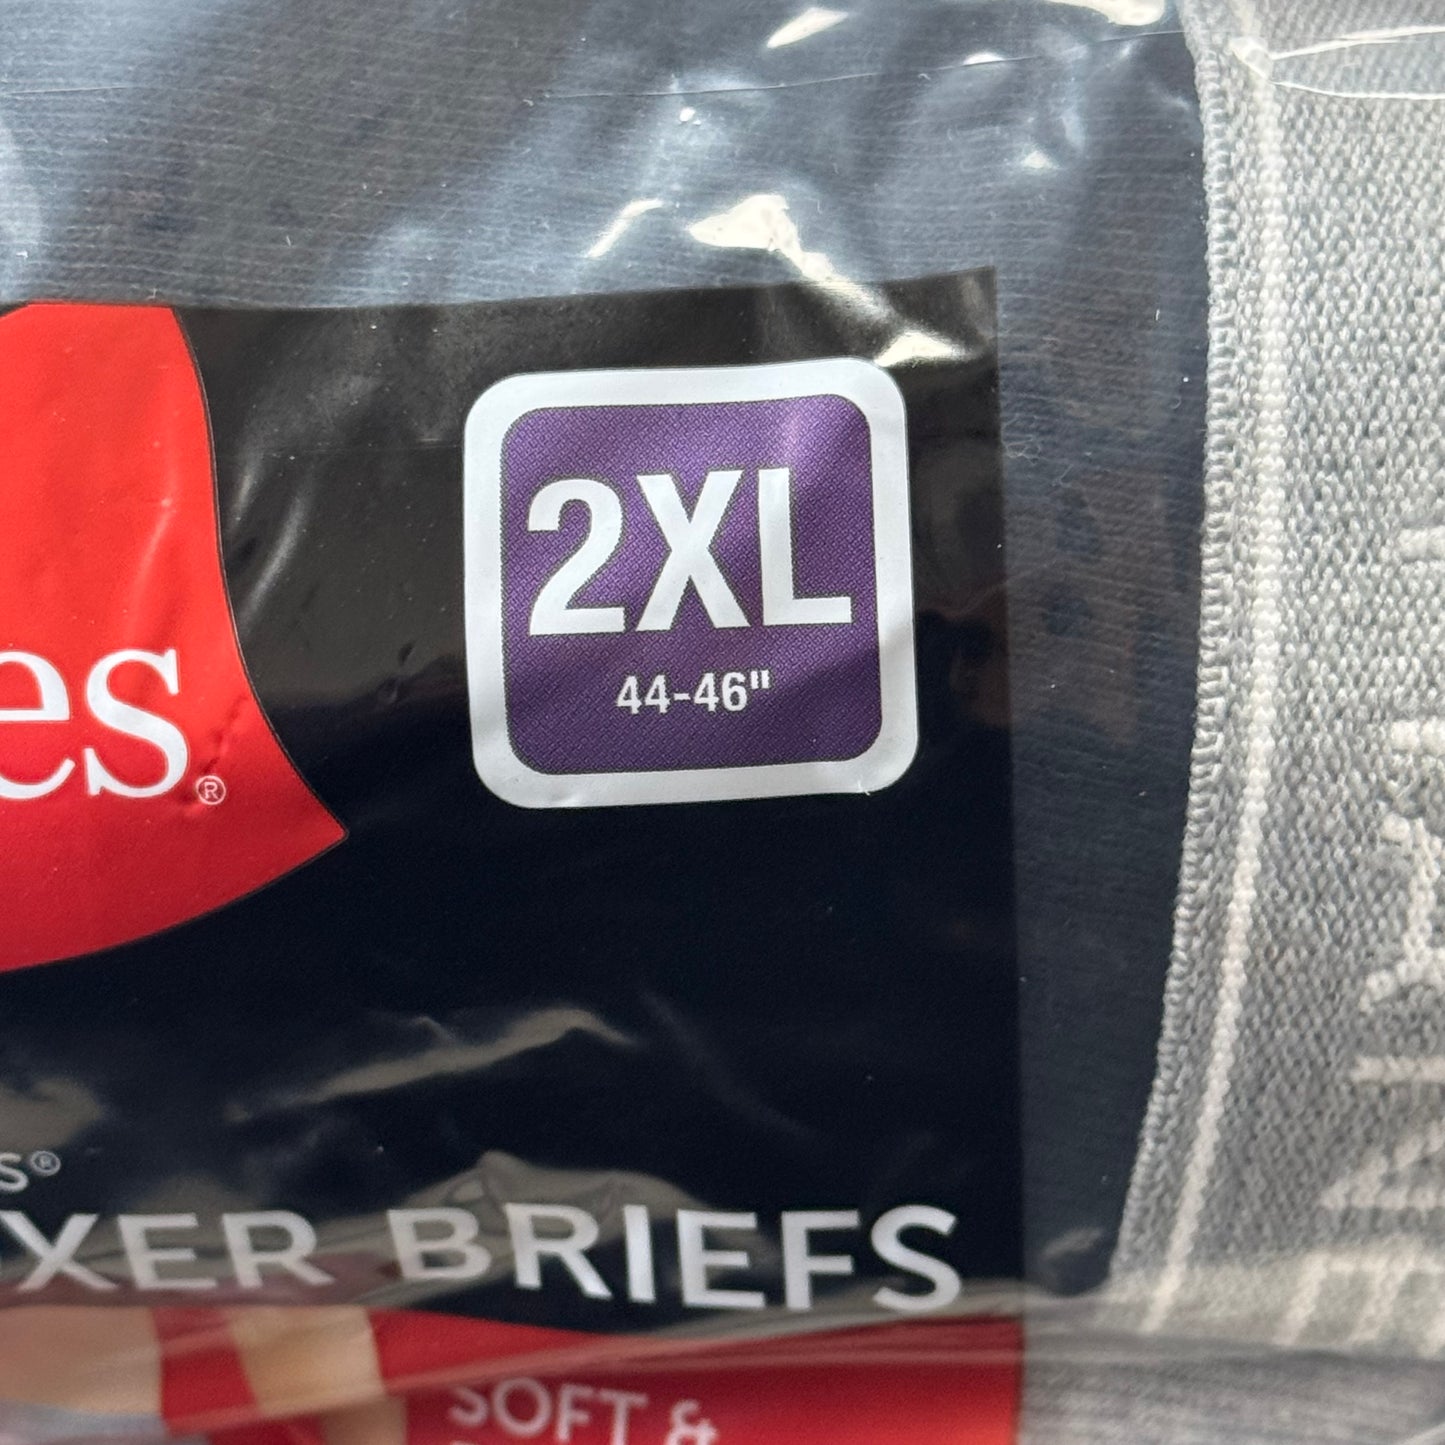 2XL
44-46"
es®
s®
XER BRIEFS
SOFT &